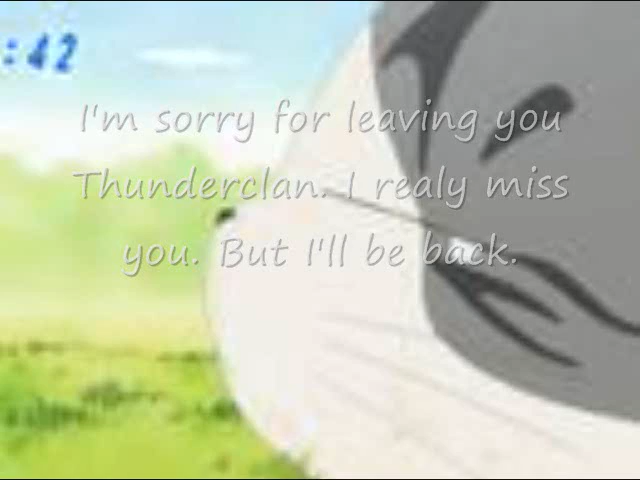 :42
I'm sorry for leaving you
Thunderclan. I realy miss
you. But I'll be back.